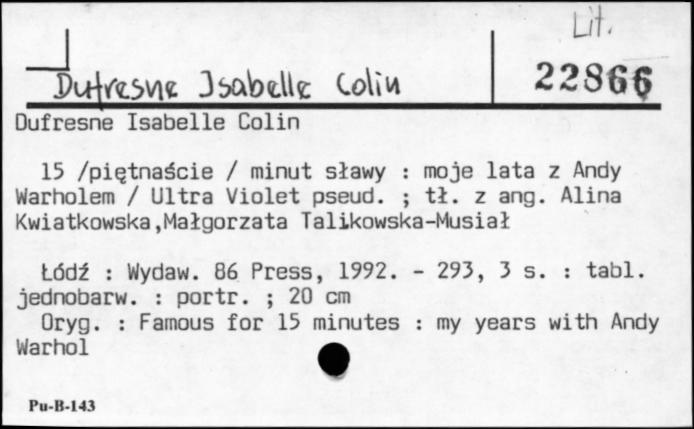 Lit.
Dufresne Isabelle Colin
22866
Dufresne Isabelle Colin
15 /piętnaście / minut sławy : moje lata z Andy
Warholem / Ultra Violet pseud. ; tł. z ang. Alina
Kwiatkowska,Małgorzata Talikowska-Musiał
Łódź : Wydaw. 86 Press, 1992. - 293, 3 s. : tabl.
jednobarw. : portr. ; 20 cm
Oryg. : Famous for 15 minutes : my years with Andy
Warhol
Pu-B-143